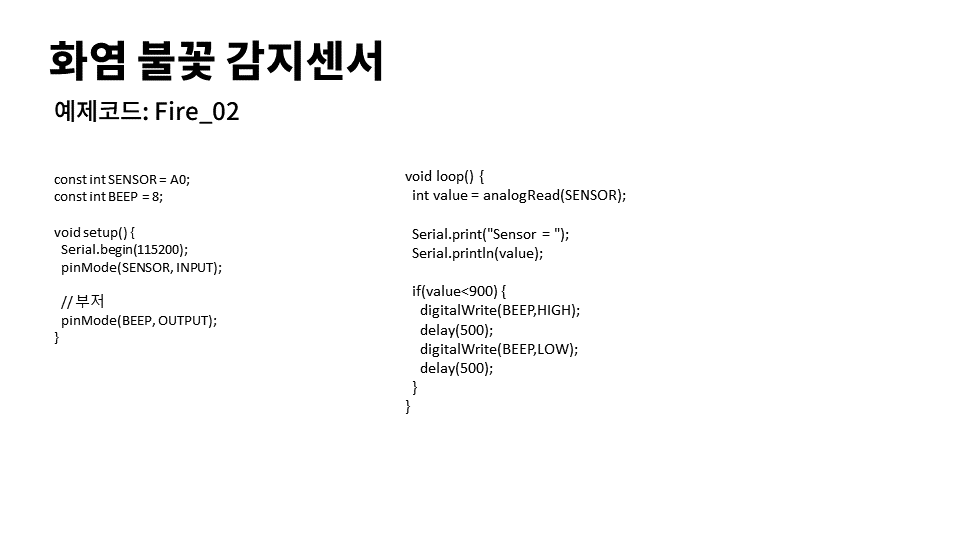 화염 불꽃 감지센서
예제코드: Fire_02
const int SENSOR = A0;
const int BEEP = 8;
void setup() {
Serial.begin(115200);
pinMode(SENSOR, INPUT);
// 부저
pinMode(BEEP, OUTPUT);
}
void loop() {
int value = analogRead(SENSOR);
Serial.print("Sensor = ");
Serial.println(value);
if(value<900) {
digitalWrite(BEEP,HIGH);
delay(500);
digitalWrite(BEEP,LOW);
delay(500);
}
}